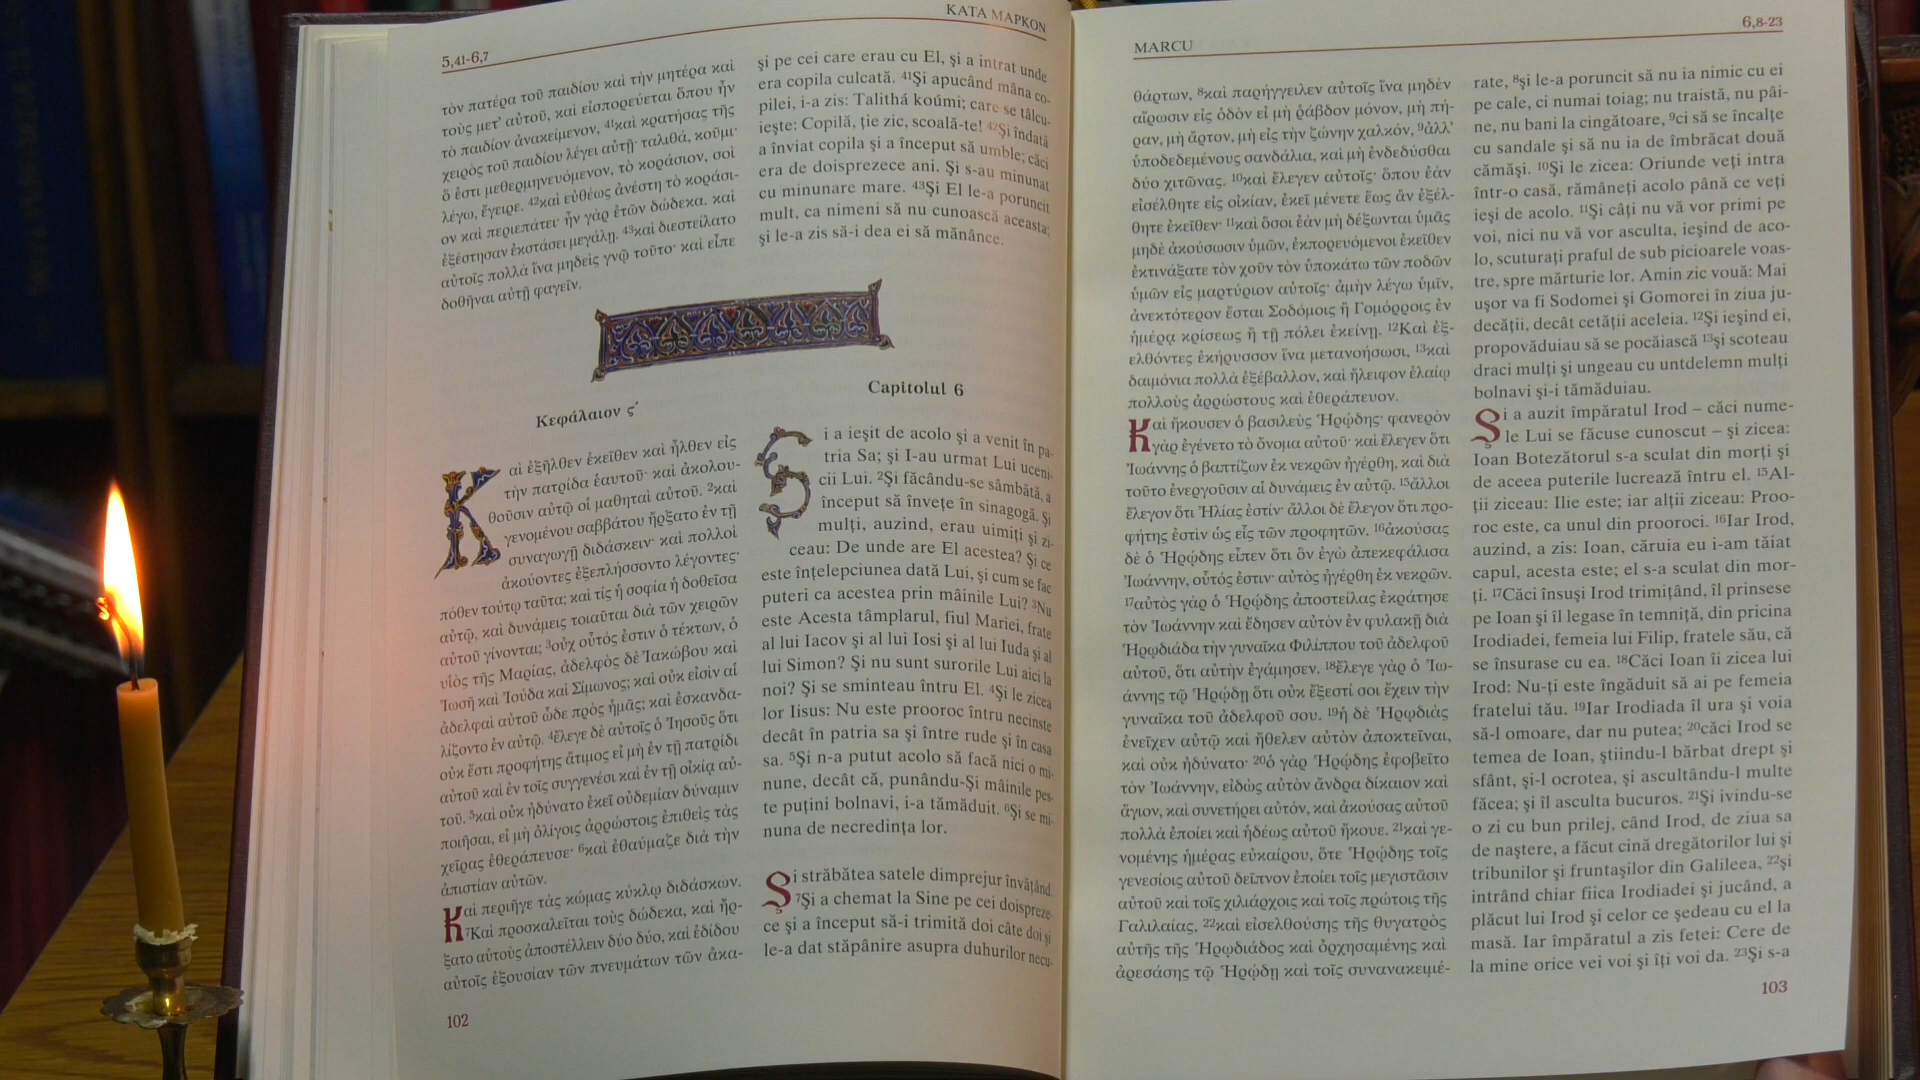 5,41-6,7
ΚΑΤΑ ΜΑΡΚΟΝ
τὸν πατέρα τοῦ παιδίου καὶ τὴν μητέρα καὶ
τοὺς μετ' αὐτοῦ, καὶ εἰσπορεύεται ὅπου ἦν
τὸ παιδίον ἀνακείμενον, ⁴¹καὶ κρατήσας τῆς
χειρὸς τοῦ παιδίου λέγει αὐτῇ· ταλιθά, κοῦμι·
ὅ ἐστι μεθερμηνευόμενον, τὸ κοράσιον, σοὶ
λέγω, ἔγειρε. ⁴²καὶ εὐθέως ἀνέστη τὸ κοράσι-
ον καὶ περιεπάτει· ἦν γὰρ ἐτῶν δώδεκα. καὶ
ἐξέστησαν ἐκστάσει μεγάλῃ. ⁴³καὶ διεστείλατο
αὐτοῖς πολλὰ ἵνα μηδεὶς γνῷ τοῦτο· καὶ εἶπε
δοθῆναι αὐτῇ φαγεῖν.
şi pe cei care erau cu El, şi a intrat unde
era copila culcată. ⁴¹Şi apucând mâna co-
pilei, i-a zis: Talithá koúmi; care se tâlcu-
ieşte: Copilă, ţie zic, scoală-te! ⁴²Şi îndată
a înviat copila şi a început să umble; căci
era de doisprezece ani. Şi s-au minunat
cu minunare mare. ⁴³Şi El le-a poruncit
mult, ca nimeni să nu cunoască aceasta;
şi le-a zis să-i dea ei să mănânce.
Κεφάλαιον ϛ΄
Καὶ ἐξῆλθεν ἐκεῖθεν καὶ ἦλθεν εἰς
τὴν πατρίδα ἑαυτοῦ· καὶ ἀκολου-
θοῦσιν αὐτῷ οἱ μαθηταὶ αὐτοῦ. ²καὶ
γενομένου σαββάτου ἤρξατο ἐν τῇ
συναγωγῇ διδάσκειν· καὶ πολλοὶ
ἀκούοντες ἐξεπλήσσοντο λέγοντες·
πόθεν τούτῳ ταῦτα; καὶ τίς ἡ σοφία ἡ δοθεῖσα
αὐτῷ, καὶ δυνάμεις τοιαῦται διὰ τῶν χειρῶν
αὐτοῦ γίνονται; ³οὐχ οὗτός ἐστιν ὁ τέκτων, ὁ
υἱὸς τῆς Μαρίας, ἀδελφὸς δὲ Ἰακώβου καὶ
Ἰωσῆ καὶ Ἰούδα καὶ Σίμωνος; καὶ οὐκ εἰσὶν αἱ
ἀδελφαὶ αὐτοῦ ὧδε πρὸς ἡμᾶς; καὶ ἐσκανδα-
λίζοντο ἐν αὐτῷ. ⁴ἔλεγε δὲ αὐτοῖς ὁ Ἰησοῦς ὅτι
οὐκ ἔστι προφήτης ἄτιμος εἰ μὴ ἐν τῇ πατρίδι
αὐτοῦ καὶ ἐν τοῖς συγγενέσι καὶ ἐν τῇ οἰκίᾳ αὐ-
τοῦ. ⁵καὶ οὐκ ἠδύνατο ἐκεῖ οὐδεμίαν δύναμιν
ποιῆσαι, εἰ μὴ ὀλίγοις ἀρρώστοις ἐπιθεὶς τὰς
χεῖρας ἐθεράπευσε· ⁶καὶ ἐθαύμαζε διὰ τὴν
ἀπιστίαν αὐτῶν.
Καὶ περιῆγε τὰς κώμας κύκλῳ διδάσκων.
⁷Καὶ προσκαλεῖται τοὺς δώδεκα, καὶ ἤρ-
ξατο αὐτοὺς ἀποστέλλειν δύο δύο, καὶ ἐδίδου
αὐτοῖς ἐξουσίαν τῶν πνευμάτων τῶν ἀκα-
Capitolul 6
Şi a ieşit de acolo şi a venit în pa-
tria Sa; şi I-au urmat Lui uceni-
cii Lui. ²Şi făcându-se sâmbătă, a
început să înveţe în sinagogă. Şi
mulţi, auzind, erau uimiţi şi zi-
ceau: De unde are El acestea? Şi ce
este înţelepciunea dată Lui, şi cum se fac
puteri ca acestea prin mâinile Lui? ³Nu
este Acesta tâmplarul, fiul Mariei, frate
al lui Iacov şi al lui Iosi şi al lui Iuda şi al
lui Simon? Şi nu sunt surorile Lui aici la
noi? Şi se sminteau întru El. ⁴Şi le zicea
lor Iisus: Nu este prooroc întru necinste
decât în patria sa şi între rude şi în casa
sa. ⁵Şi n-a putut acolo să facă nici o mi-
nune, decât că, punându-Şi mâinile pes-
te puţini bolnavi, i-a tămăduit. ⁶Şi se mi-
nuna de necredinţa lor.
Şi străbătea satele dimprejur învăţând.
⁷Şi a chemat la Sine pe cei doispreze-
ce şi a început să-i trimită doi câte doi şi
le-a dat stăpânire asupra duhurilor necu-
102
MARCU
6,8-23
θάρτων, ⁸καὶ παρήγγειλεν αὐτοῖς ἵνα μηδὲν
αἴρωσιν εἰς ὁδὸν εἰ μὴ ῥάβδον μόνον, μὴ πή-
ραν, μὴ ἄρτον, μὴ εἰς τὴν ζώνην χαλκόν, ⁹ἀλλ'
ὑποδεδεμένους σανδάλια, καὶ μὴ ἐνδεδύσθαι
δύο χιτῶνας. ¹⁰καὶ ἔλεγεν αὐτοῖς· ὅπου ἐὰν
εἰσέλθητε εἰς οἰκίαν, ἐκεῖ μένετε ἕως ἂν ἐξέλ-
θητε ἐκεῖθεν· ¹¹καὶ ὅσοι ἐὰν μὴ δέξωνται ὑμᾶς
μηδὲ ἀκούσωσιν ὑμῶν, ἐκπορευόμενοι ἐκεῖθεν
ἐκτινάξατε τὸν χοῦν τὸν ὑποκάτω τῶν ποδῶν
ὑμῶν εἰς μαρτύριον αὐτοῖς· ἀμὴν λέγω ὑμῖν,
ἀνεκτότερον ἔσται Σοδόμοις ἢ Γομόρροις ἐν
ἡμέρᾳ κρίσεως ἢ τῇ πόλει ἐκείνῃ. ¹²Καὶ ἐξ-
ελθόντες ἐκήρυσσον ἵνα μετανοήσωσι, ¹³καὶ
δαιμόνια πολλὰ ἐξέβαλλον, καὶ ἤλειφον ἐλαίῳ
πολλοὺς ἀρρώστους καὶ ἐθεράπευον.
Καὶ ἤκουσεν ὁ βασιλεὺς Ἡρῴδης· φανερὸν
γὰρ ἐγένετο τὸ ὄνομα αὐτοῦ· καὶ ἔλεγεν ὅτι
Ἰωάννης ὁ βαπτίζων ἐκ νεκρῶν ἠγέρθη, καὶ διὰ
τοῦτο ἐνεργοῦσιν αἱ δυνάμεις ἐν αὐτῷ. ¹⁵ἄλλοι
ἔλεγον ὅτι Ἠλίας ἐστίν· ἄλλοι δὲ ἔλεγον ὅτι προ-
φήτης ἐστὶν ὡς εἷς τῶν προφητῶν. ¹⁶ἀκούσας
δὲ ὁ Ἡρῴδης εἶπεν ὅτι ὃν ἐγὼ ἀπεκεφάλισα
Ἰωάννην, οὗτός ἐστιν· αὐτὸς ἠγέρθη ἐκ νεκρῶν.
¹⁷αὐτὸς γὰρ ὁ Ἡρῴδης ἀποστείλας ἐκράτησε
τὸν Ἰωάννην καὶ ἔδησεν αὐτὸν ἐν φυλακῇ διὰ
Ἡρῳδιάδα τὴν γυναῖκα Φιλίππου τοῦ ἀδελφοῦ
αὐτοῦ, ὅτι αὐτὴν ἐγάμησεν. ¹⁸ἔλεγε γὰρ ὁ Ἰω-
άννης τῷ Ἡρῴδῃ ὅτι οὐκ ἔξεστί σοι ἔχειν τὴν
γυναῖκα τοῦ ἀδελφοῦ σου. ¹⁹ἡ δὲ Ἡρῳδιὰς
ἐνεῖχεν αὐτῷ καὶ ἤθελεν αὐτὸν ἀποκτεῖναι,
καὶ οὐκ ἠδύνατο· ²⁰ὁ γὰρ Ἡρῴδης ἐφοβεῖτο
τὸν Ἰωάννην, εἰδὼς αὐτὸν ἄνδρα δίκαιον καὶ
ἅγιον, καὶ συνετήρει αὐτόν, καὶ ἀκούσας αὐτοῦ
πολλὰ ἐποίει καὶ ἡδέως αὐτοῦ ἤκουε. ²¹καὶ γε-
νομένης ἡμέρας εὐκαίρου, ὅτε Ἡρῴδης τοῖς
γενεσίοις αὐτοῦ δεῖπνον ἐποίει τοῖς μεγιστᾶσιν
αὐτοῦ καὶ τοῖς χιλιάρχοις καὶ τοῖς πρώτοις τῆς
Γαλιλαίας, ²²καὶ εἰσελθούσης τῆς θυγατρὸς
αὐτῆς τῆς Ἡρῳδιάδος καὶ ὀρχησαμένης καὶ
ἀρεσάσης τῷ Ἡρῴδῃ καὶ τοῖς συνανακειμέ-
rate, ⁸şi le-a poruncit să nu ia nimic cu ei
pe cale, ci numai toiag; nu traistă, nu pâi-
ne, nu bani la cingătoare, ⁹ci să se încalţe
cu sandale şi să nu ia de îmbrăcat două
cămăşi. ¹⁰Şi le zicea: Oriunde veţi intra
într-o casă, rămâneţi acolo până ce veţi
ieşi de acolo. ¹¹Şi câţi nu vă vor primi pe
voi, nici nu vă vor asculta, ieşind de aco-
lo, scuturaţi praful de sub picioarele voas-
tre, spre mărturie lor. Amin zic vouă: Mai
uşor va fi Sodomei şi Gomorei în ziua ju-
decăţii, decât cetăţii aceleia. ¹²Şi ieşind ei,
propovăduiau să se pocăiască ¹³şi scoteau
draci mulţi şi ungeau cu untdelemn mulţi
bolnavi şi-i tămăduiau.
Şi a auzit împăratul Irod – căci nume-
le Lui se făcuse cunoscut – şi zicea:
Ioan Botezătorul s-a sculat din morţi şi
de aceea puterile lucrează întru el. ¹⁵Al-
ţii ziceau: Ilie este; iar alţii ziceau: Proo-
roc este, ca unul din prooroci. ¹⁶Iar Irod,
auzind, a zis: Ioan, căruia eu i-am tăiat
capul, acesta este; el s-a sculat din mor-
ţi. ¹⁷Căci însuşi Irod trimiţând, îl prinsese
pe Ioan şi îl legase în temniţă, din pricina
Irodiadei, femeia lui Filip, fratele său, că
se însurase cu ea. ¹⁸Căci Ioan îi zicea lui
Irod: Nu-ţi este îngăduit să ai pe femeia
fratelui tău. ¹⁹Iar Irodiada îl ura şi voia
să-l omoare, dar nu putea; ²⁰căci Irod se
temea de Ioan, ştiindu-l bărbat drept şi
sfânt, şi-l ocrotea, şi ascultându-l multe
făcea; şi îl asculta bucuros. ²¹Şi ivindu-se
o zi cu bun prilej, când Irod, de ziua sa
de naştere, a făcut cină dregătorilor lui şi
tribunilor şi fruntaşilor din Galileea, ²²şi
intrând chiar fiica Irodiadei şi jucând, a
plăcut lui Irod şi celor ce şedeau cu el la
masă. Iar împăratul a zis fetei: Cere de
la mine orice vei voi şi îţi voi da. ²³Şi s-a
103